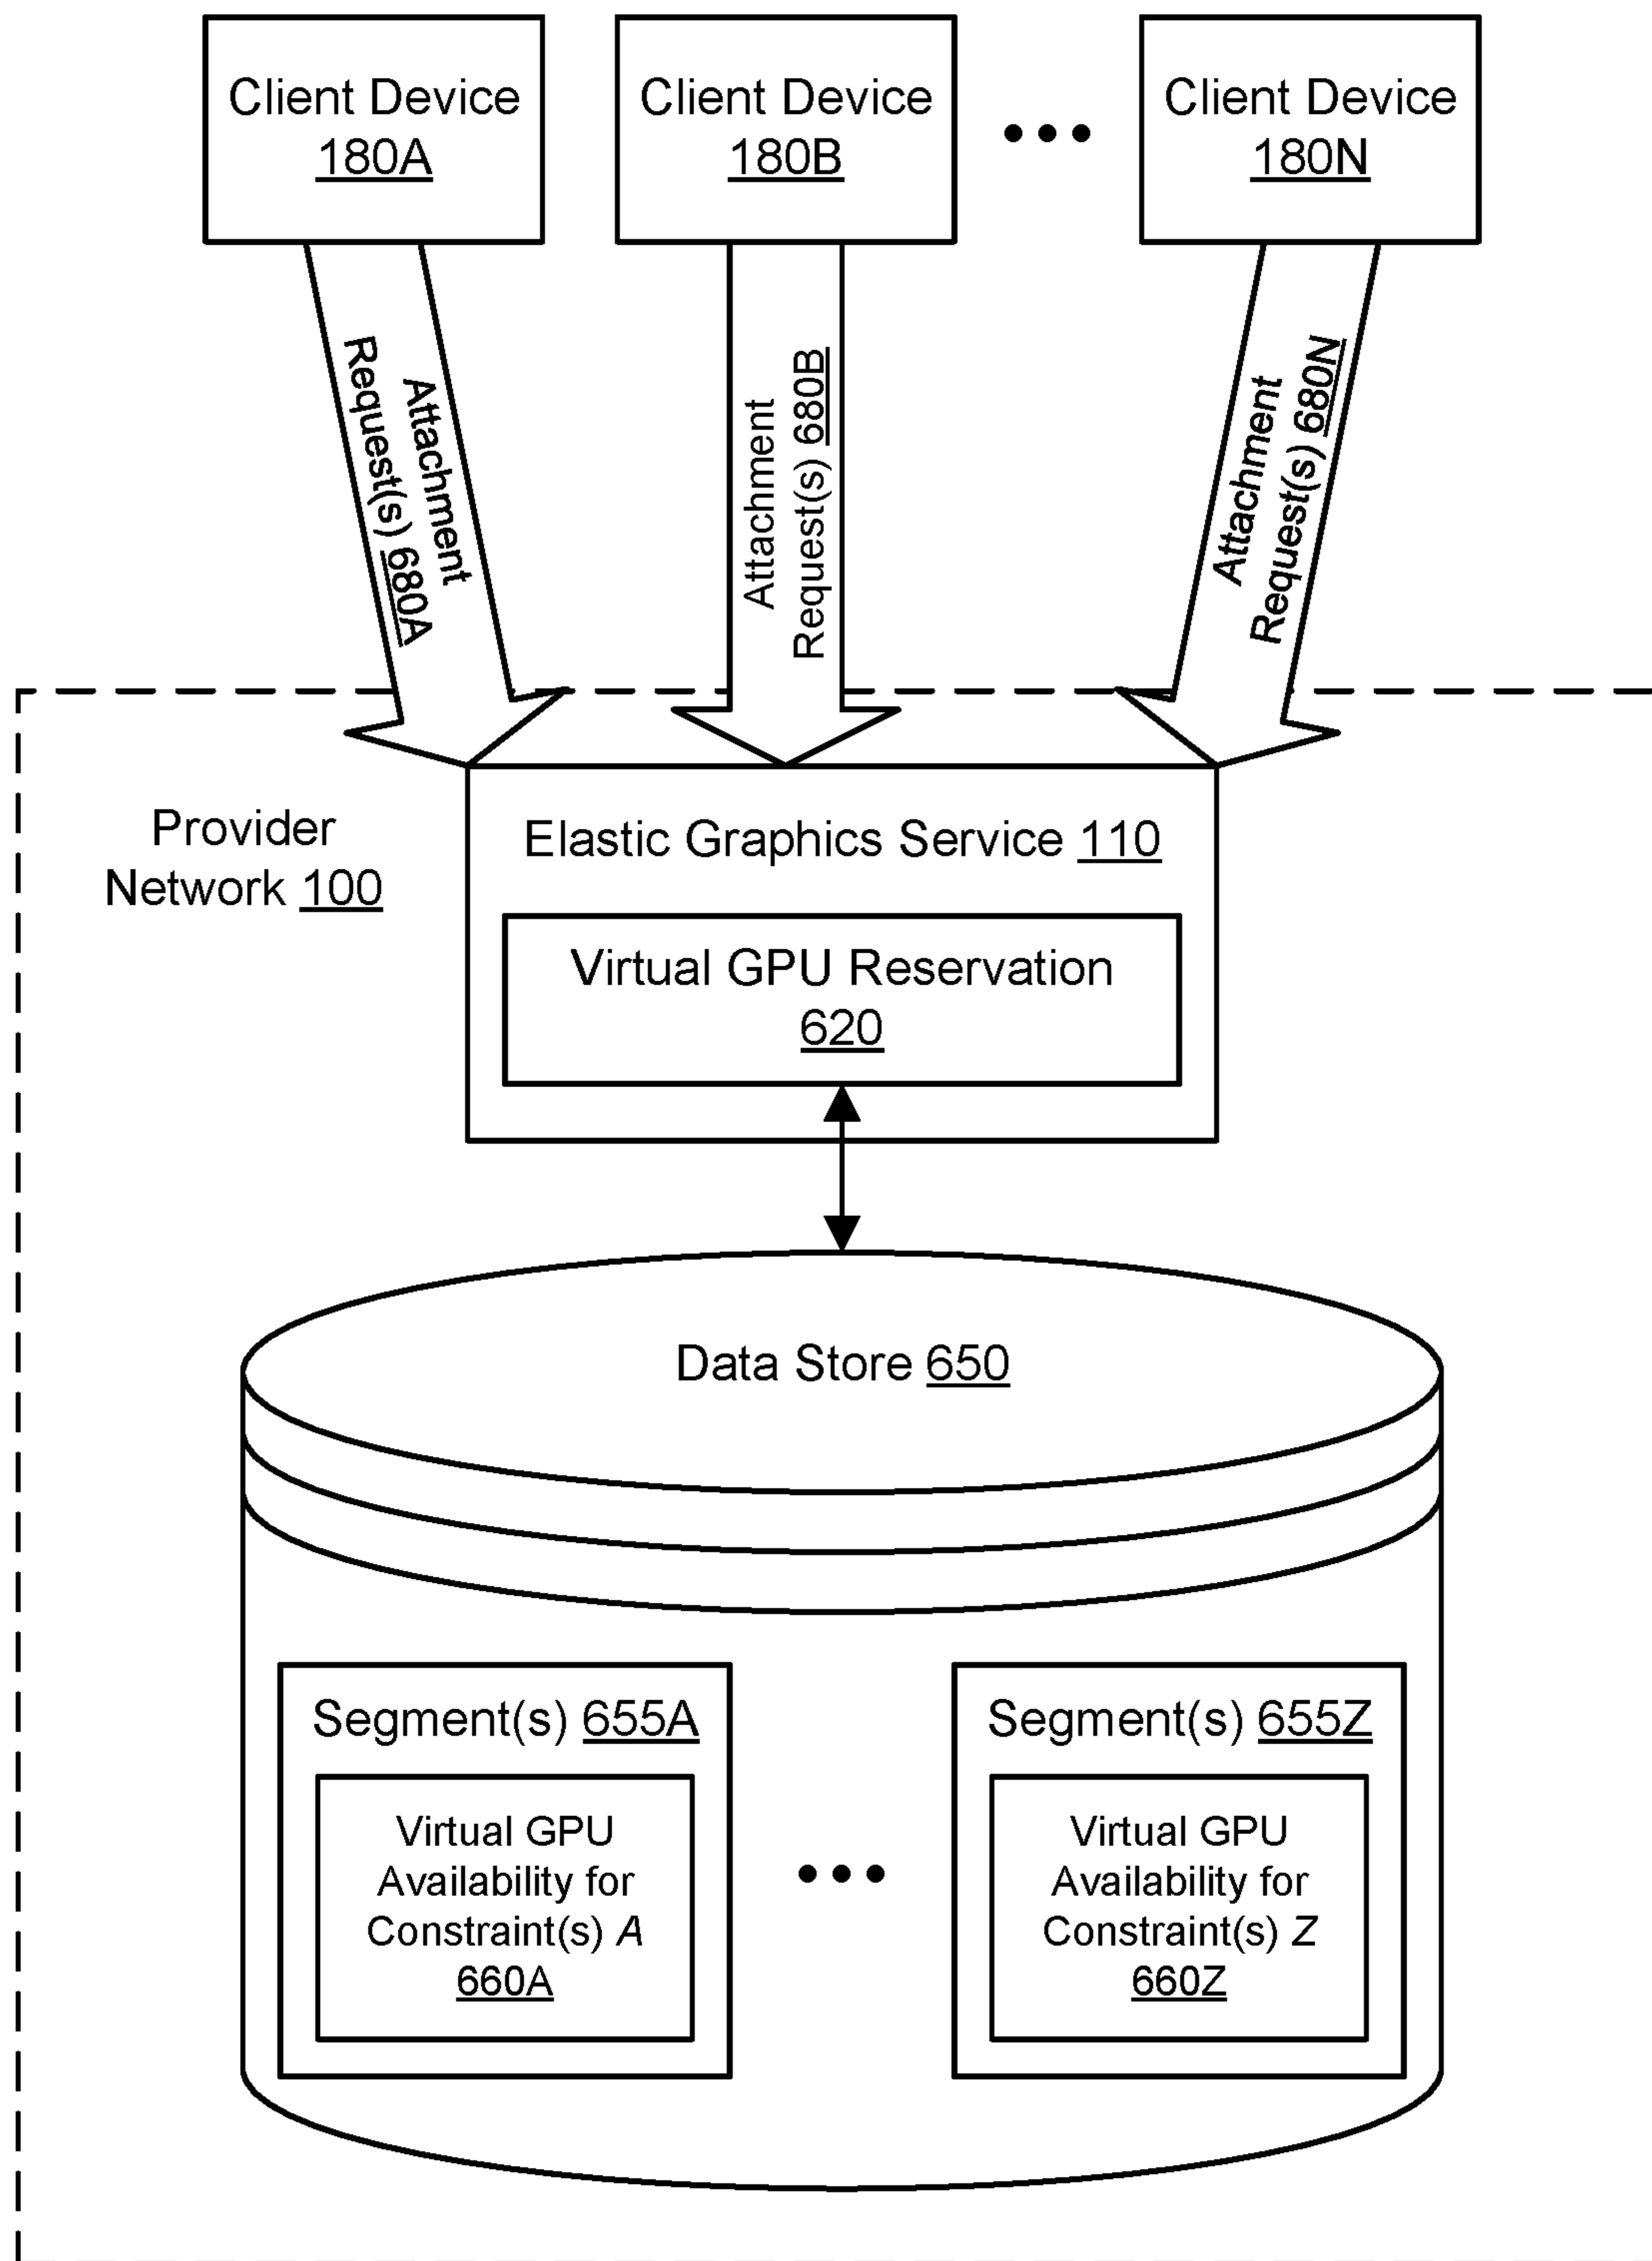 Client Device
180A
Client Device
180B
Client Device
180N
Attachment
Request(s) 680A
Attachment
Request(s) 680B
Attachment
Request(s) 680N
Provider
Network 100
Elastic Graphics Service 110
Virtual GPU Reservation
620
Data Store 650
Segment(s) 655A
Virtual GPU
Availability for
Constraint(s) A
660A
Segment(s) 655Z
Virtual GPU
Availability for
Constraint(s) Z
660Z